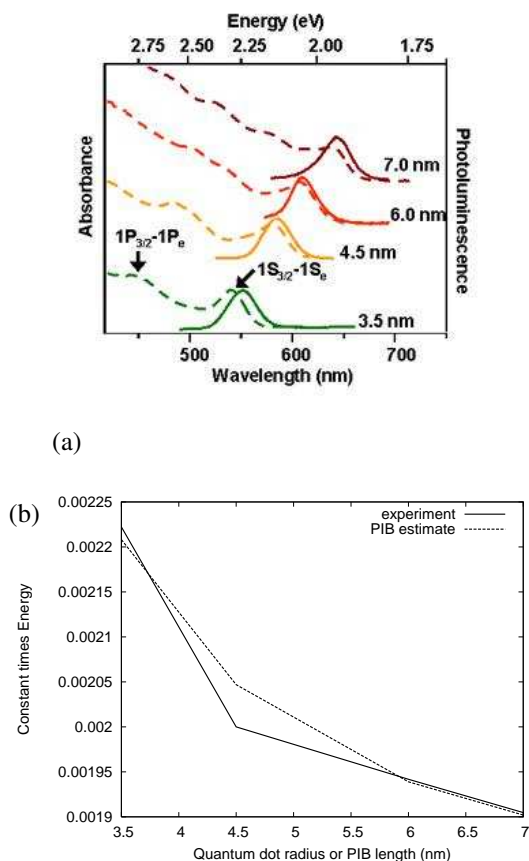 Energy (eV)
2.75 2.50 2.25 2.00 1.75
Absorbance
Photoluminescence
7.0 nm
6.0 nm
1P3/2-1Pe
4.5 nm
1S3/2-1Se
3.5 nm
500 600 700
Wavelength (nm)
(a)
(b)
0.00225
0.0022
0.00215
0.0021
0.00205
0.002
0.00195
0.0019
Constant times Energy
experiment
PIB estimate
3.5 4 4.5 5 5.5 6 6.5 7
Quantum dot radius or PIB length (nm)